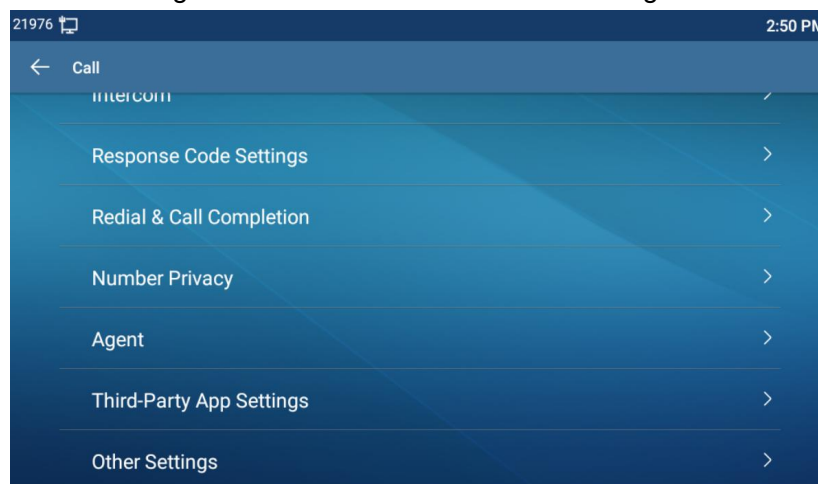 21976
2:50 PM
Call
Intercom
Response Code Settings
Redial & Call Completion
Number Privacy
Agent
Third-Party App Settings
Other Settings